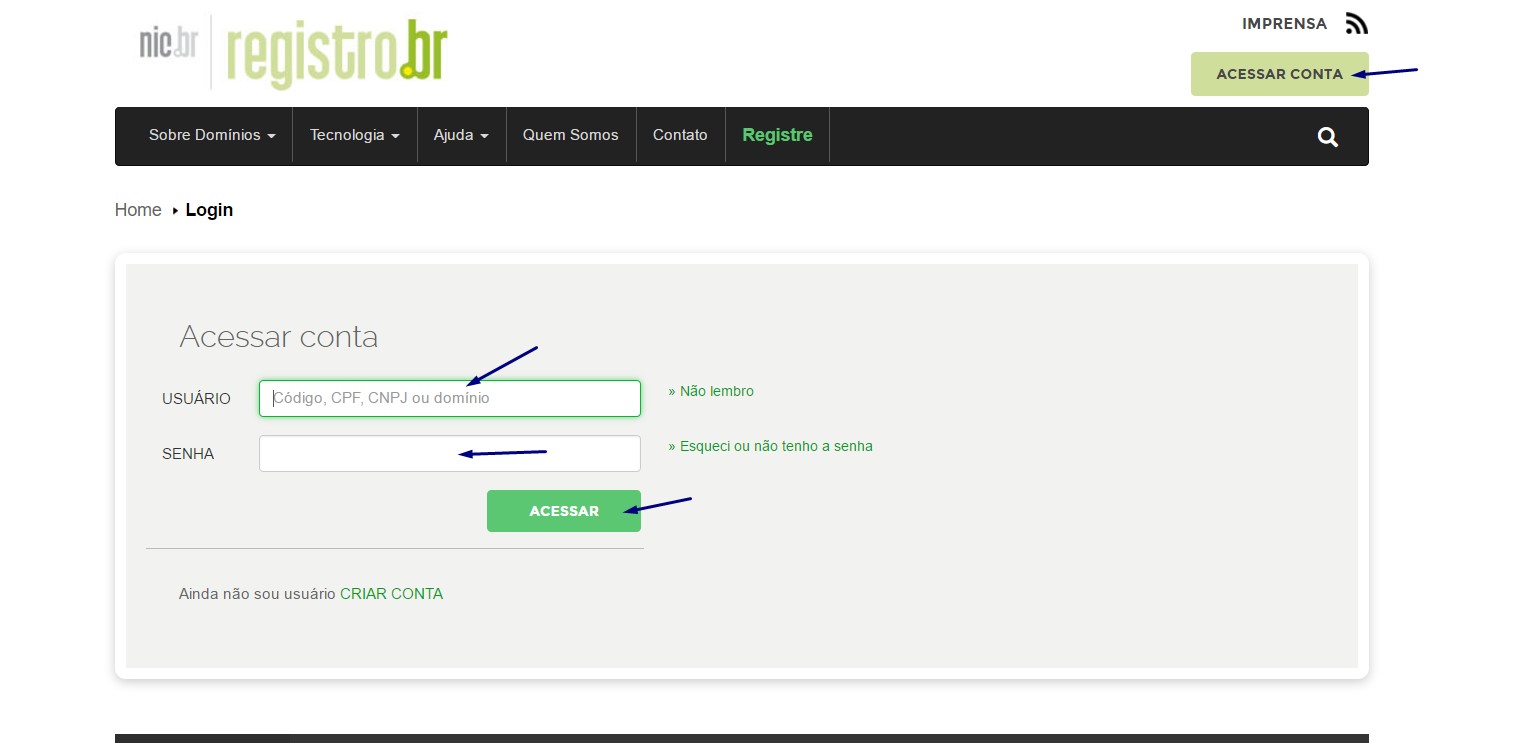 nic.br
registro.br
IMPRENSA
ACESSAR CONTA
Sobre Domínios Tecnologia Ajuda Quem Somos Contato Registre
Home Login
Acessar conta
USUÁRIO Código, CPF, CNPJ ou domínio » Não lembro
SENHA » Esqueci ou não tenho a senha
ACESSAR
Ainda não sou usuário CRIAR CONTA